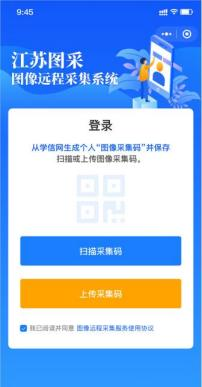 9:45
江苏图采
图像远程采集系统
登录
从学信网生成个人“图像采集码”并保存
扫描或上传图像采集码。
扫描采集码
上传采集码
我已阅读并同意 图像远程采集服务使用协议